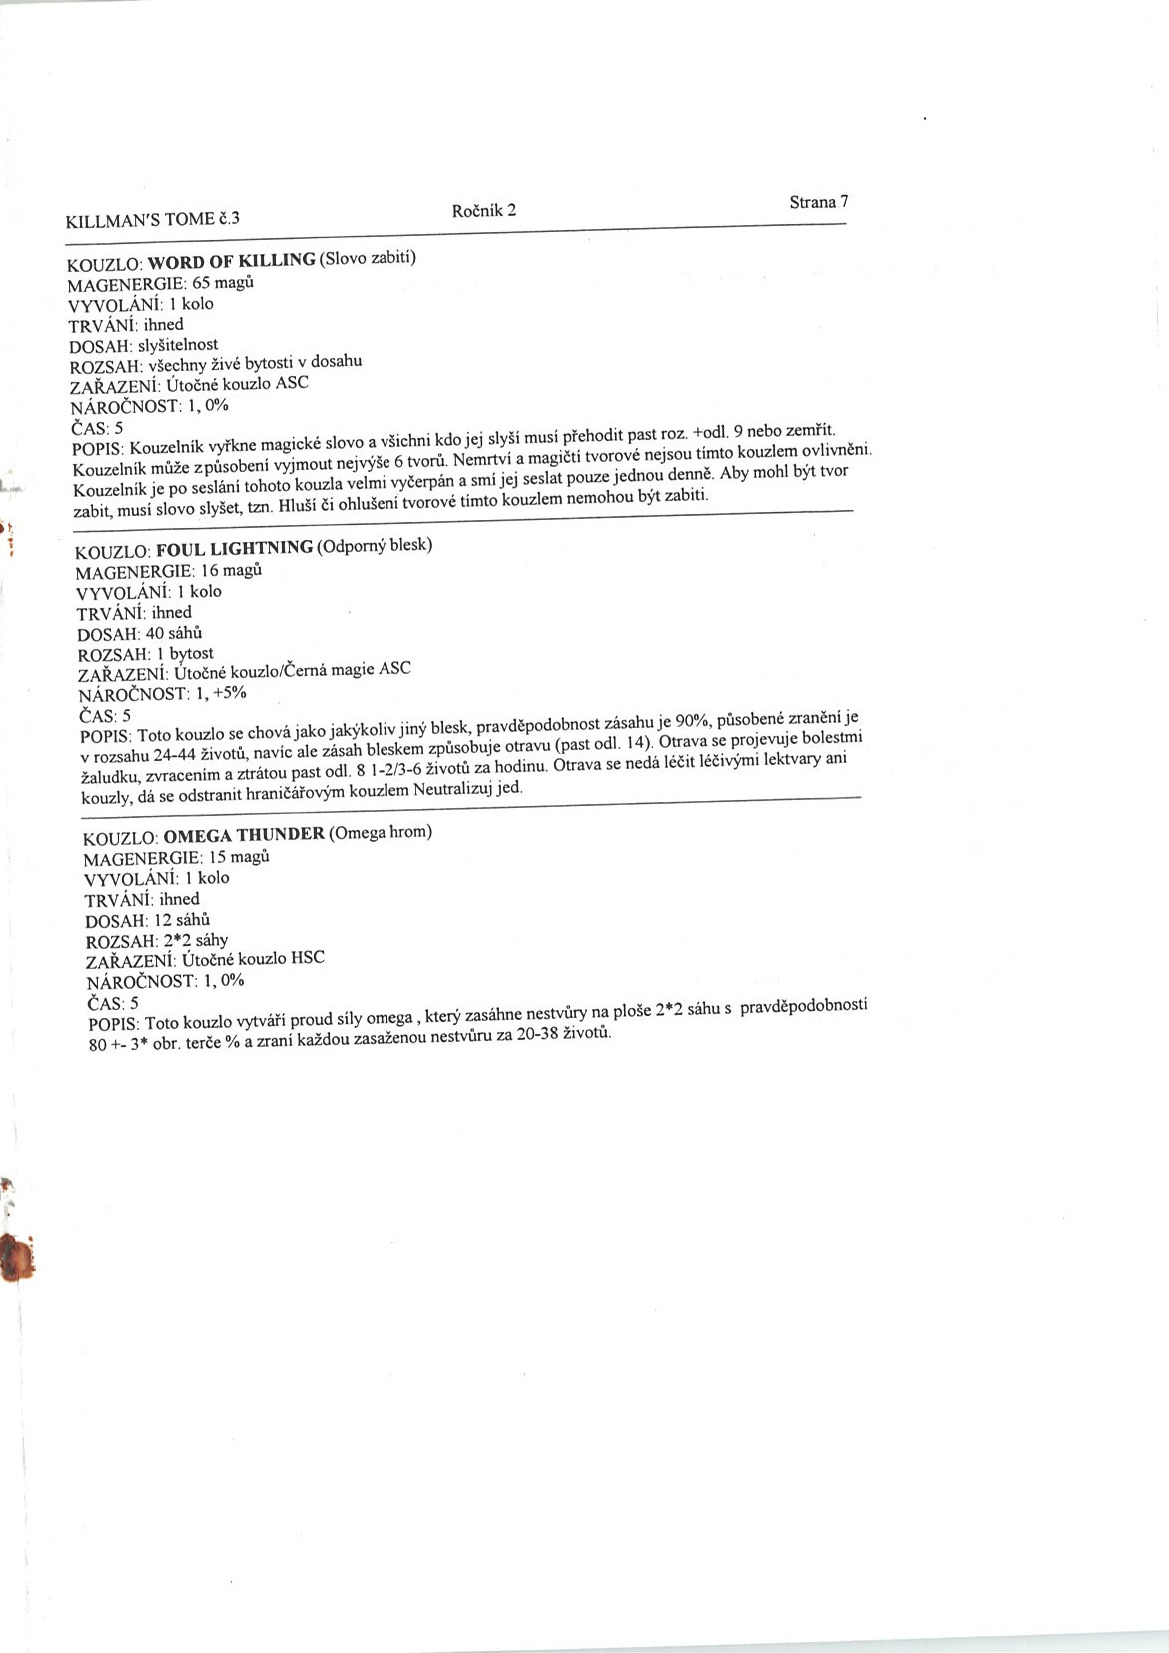 KILLMAN'S TOME č.3 Ročník 2 Strana 7
KOUZLO: WORD OF KILLING (Slovo zabití)
MAGENERGIE: 65 magů
VYVOLÁNÍ: 1 kolo
TRVÁNÍ: ihned
DOSAH: slyšitelnost
ROZSAH: všechny živé bytosti v dosahu
ZAŘAZENÍ: Útočné kouzlo ASC
NÁROČNOST: 1, 0%
ČAS: 5
POPIS: Kouzelník vyřkne magické slovo a všichni kdo jej slyší musí přehodit past roz. +odl. 9 nebo zemřít.
Kouzelník může způsobení vyjmout nejvýše 6 tvorů. Nemrtví a magičtí tvorové nejsou tímto kouzlem ovlivněni.
Kouzelník je po seslání tohoto kouzla velmi vyčerpán a smí jej seslat pouze jednou denně. Aby mohl být tvor
zabit, musí slovo slyšet, tzn. Hluší či ohlušení tvorové tímto kouzlem nemohou být zabiti.
KOUZLO: FOUL LIGHTNING (Odporný blesk)
MAGENERGIE: 16 magů
VYVOLÁNÍ: 1 kolo
TRVÁNÍ: ihned
DOSAH: 40 sáhů
ROZSAH: 1 bytost
ZAŘAZENÍ: Útočné kouzlo/Černá magie ASC
NÁROČNOST: 1, +5%
ČAS: 5
POPIS: Toto kouzlo se chová jako jakýkoliv jiný blesk, pravděpodobnost zásahu je 90%, působené zranění je
v rozsahu 24-44 životů, navíc ale zásah bleskem způsobuje otravu (past odl. 14). Otrava se projevuje bolestmi
žaludku, zvracením a ztrátou past odl. 8 1-2/3-6 životů za hodinu. Otrava se nedá léčit léčivými lektvary ani
kouzly, dá se odstranit hraničářovým kouzlem Neutralizuj jed.
KOUZLO: OMEGA THUNDER (Omega hrom)
MAGENERGIE: 15 magů
VYVOLÁNÍ: 1 kolo
TRVÁNÍ: ihned
DOSAH: 12 sáhů
ROZSAH: 2*2 sáhy
ZAŘAZENÍ: Útočné kouzlo HSC
NÁROČNOST: 1, 0%
ČAS: 5
POPIS: Toto kouzlo vytváří proud síly omega , který zasáhne nestvůry na ploše 2*2 sáhu s pravděpodobností
80 +- 3* obr. terče % a zraní každou zasaženou nestvůru za 20-38 životů.